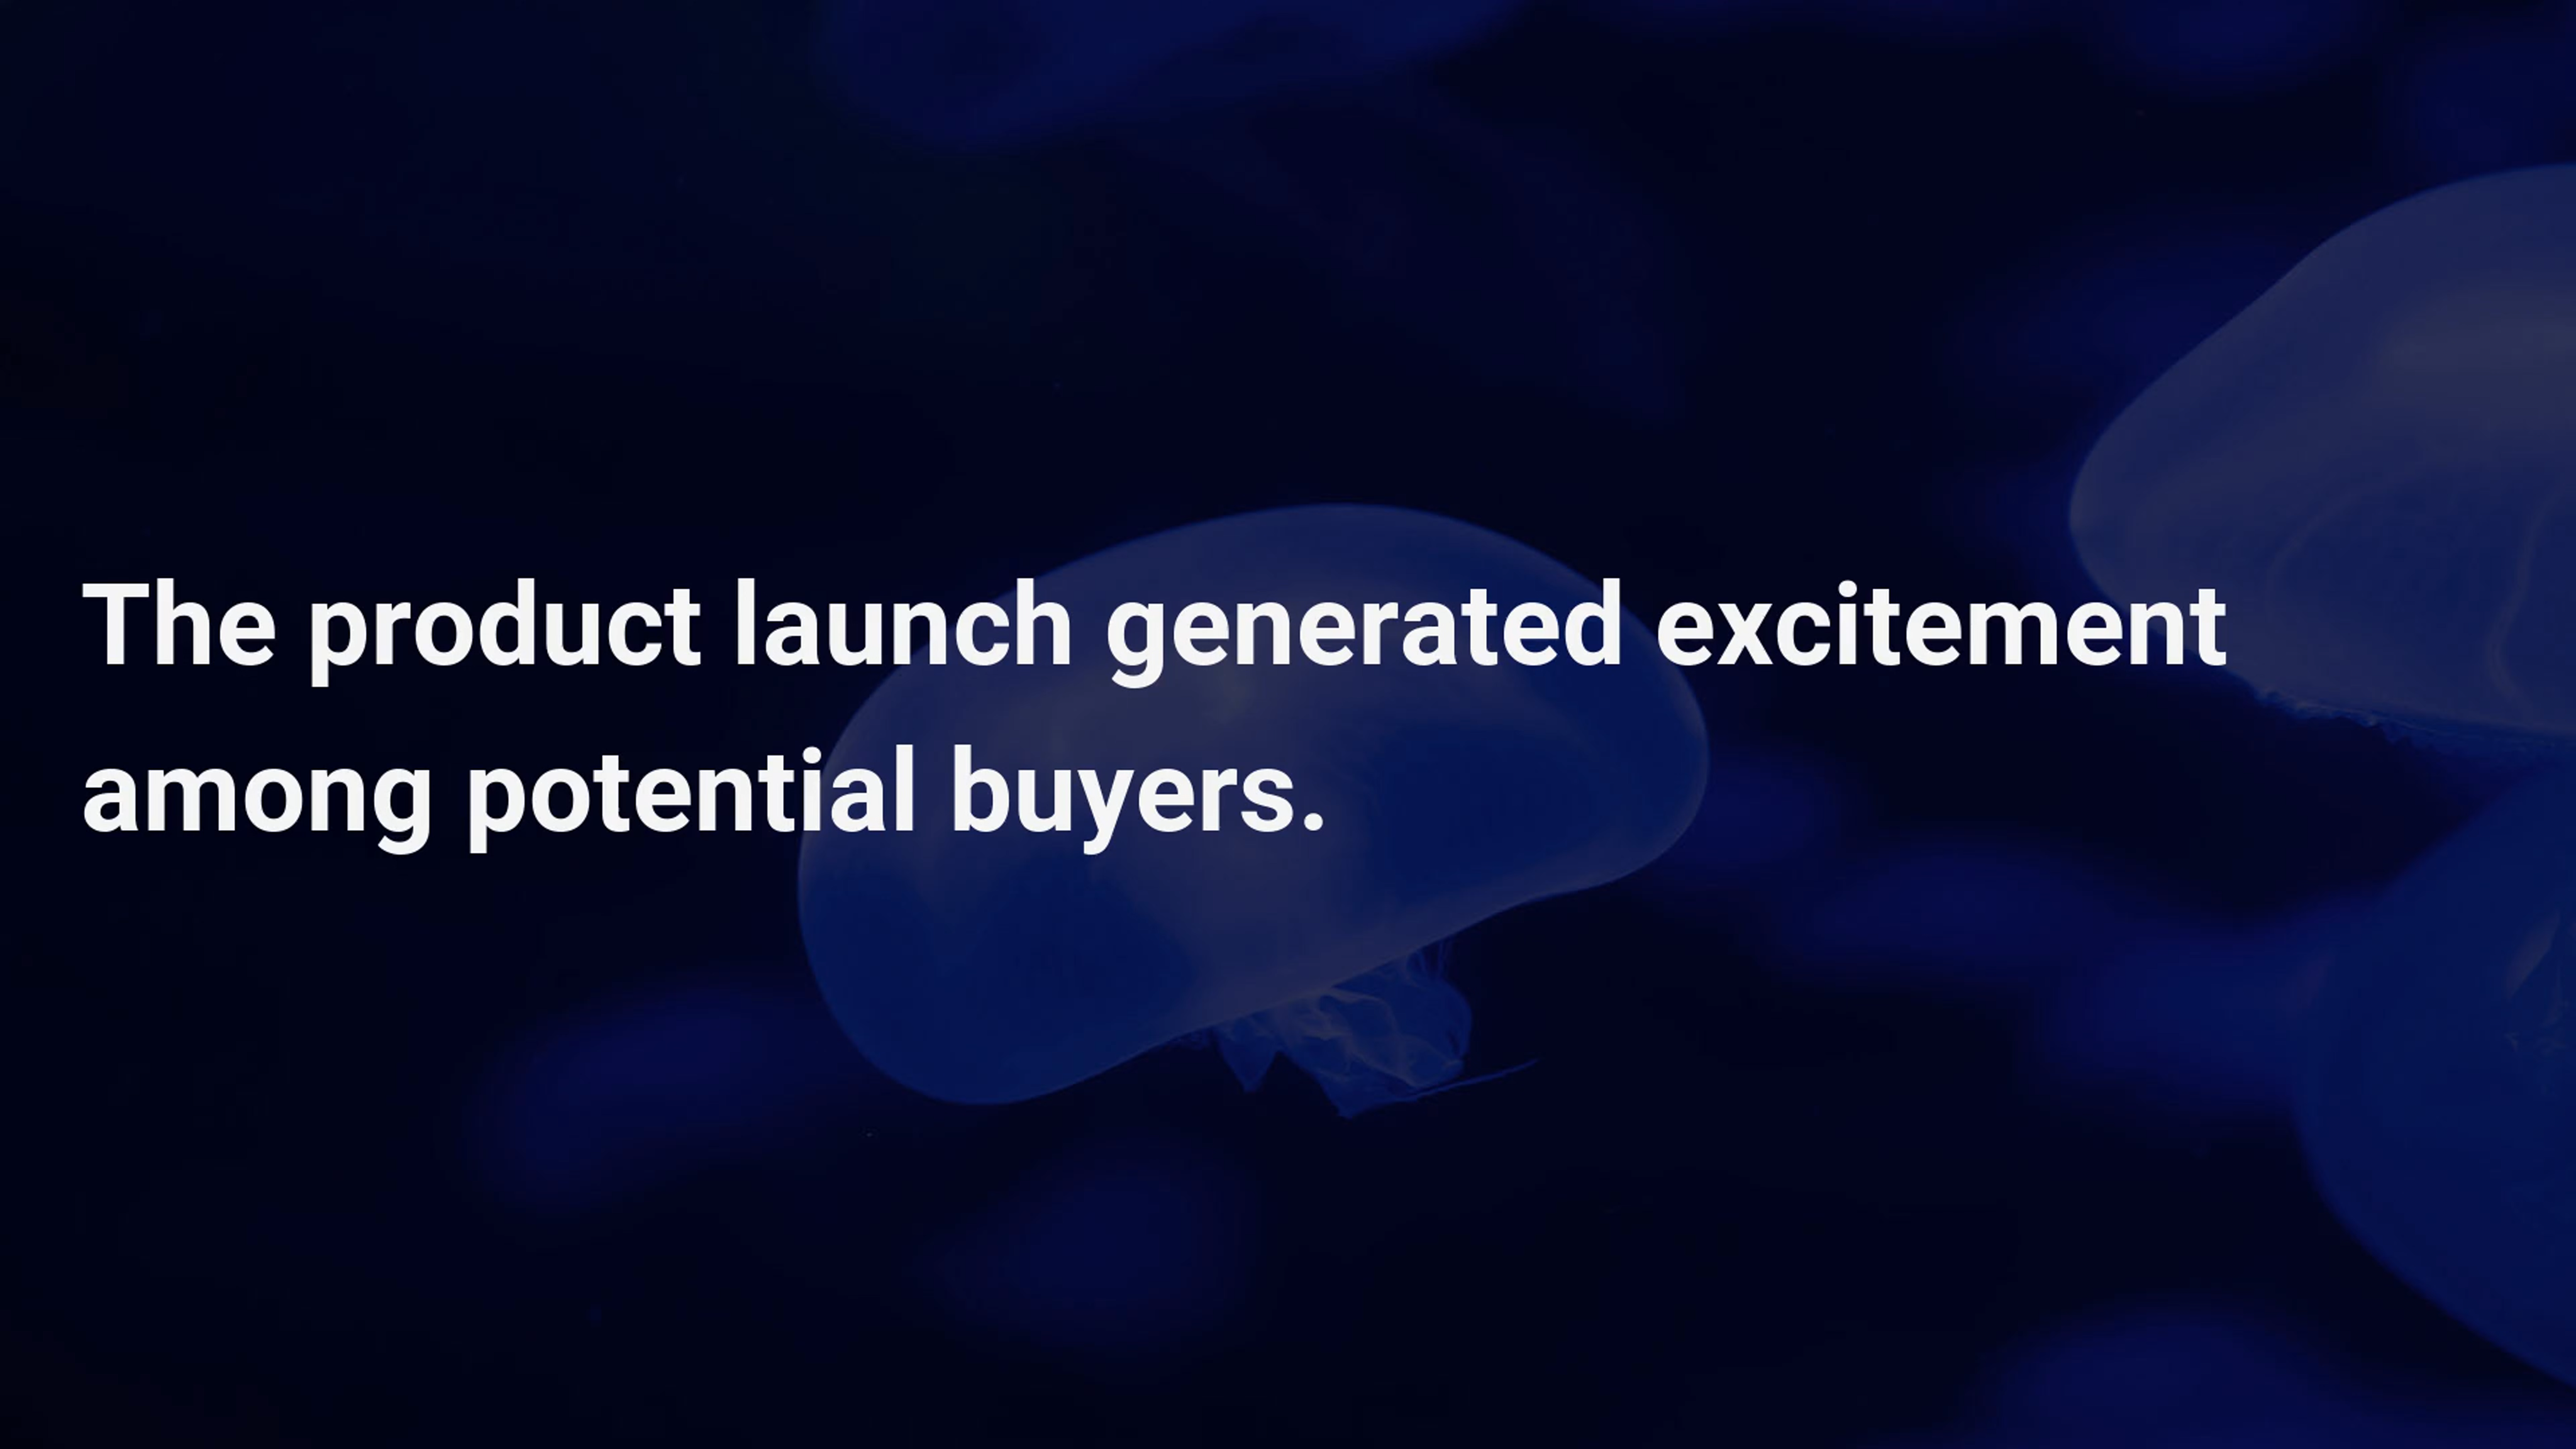 The product launch generated excitement
among potential buyers.